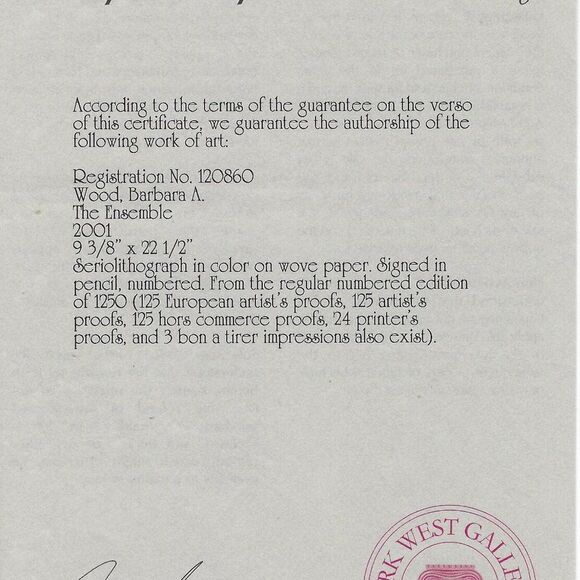 According to the terms of the guarantee on the verso
of this certificate, we guarantee the authorship of the
following work of art:
Registration No. 120860
Wood, Barbara A.
The Ensemble
2001
9 3/8" x 22 1/2"
Seriolithograph in color on wove paper. Signed in
pencil, numbered. From the regular numbered edition
of 1250 (125 European artist's proofs, 125 artist's
proofs, 125 hors commerce proofs, 24 printer's
proofs, and 3 bon a tirer impressions also exist).
RK WEST GALLE